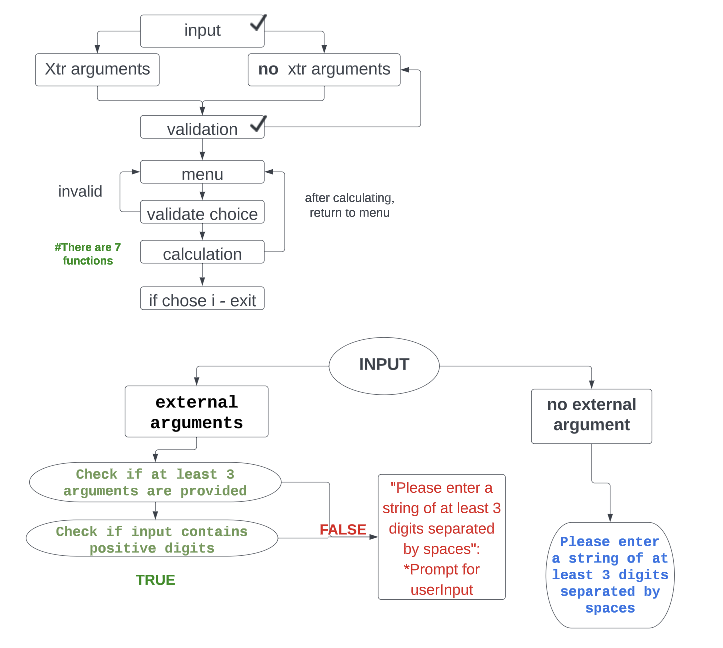 input
Xtr arguments
no xtr arguments
validation
menu
invalid
validate choice
after calculating,
return to menu
#There are 7
functions
calculation
if chose i - exit
INPUT
external
arguments
no external
argument
Check if at least 3
arguments are provided
Check if input contains
positive digits
FALSE
TRUE
"Please enter a
string of at least 3
digits separated
by spaces":
*Prompt for
userInput
Please enter
a string of at
least 3 digits
separated by
spaces